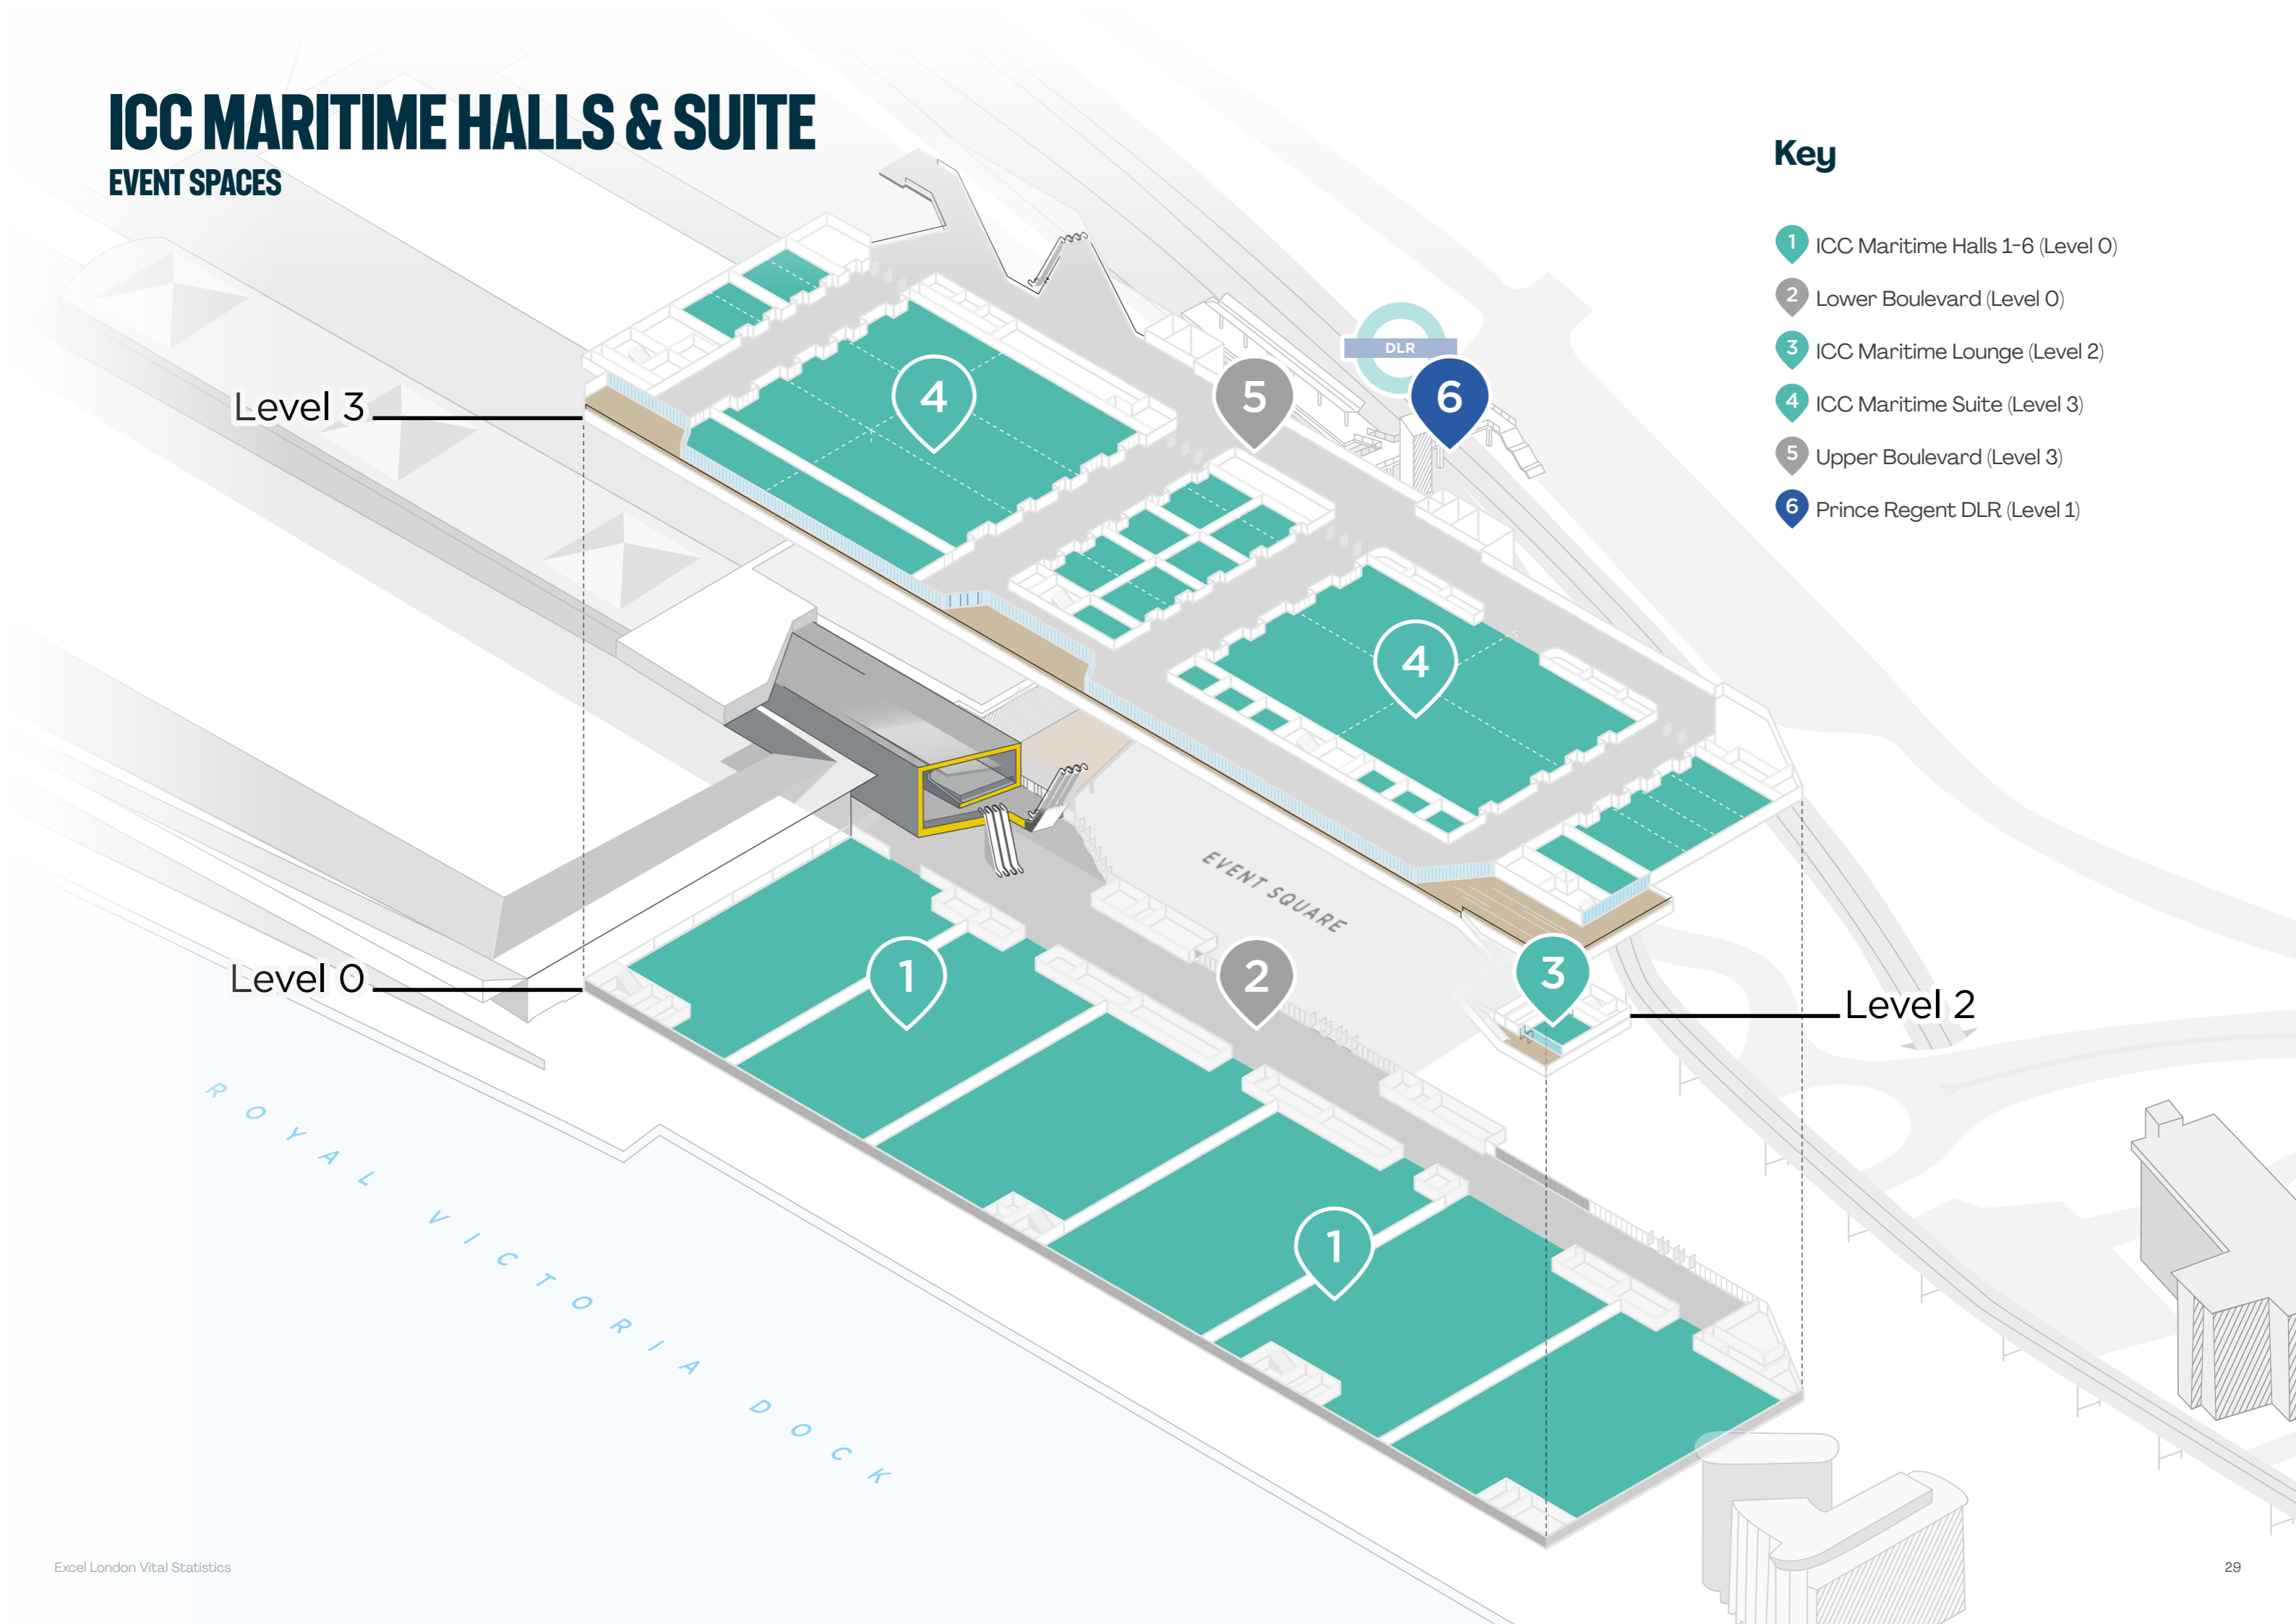 ICC MARITIME HALLS & SUITE
EVENT SPACES
Key
1 ICC Maritime Halls 1-6 (Level 0)
2 Lower Boulevard (Level 0)
3 ICC Maritime Lounge (Level 2)
4 ICC Maritime Suite (Level 3)
5 Upper Boulevard (Level 3)
6 Prince Regent DLR (Level 1)
DLR
4
5
6
Level 3
4
EVENT SQUARE
1
2
3
Level 0
Level 2
1
ROYAL VICTORIA DOCK
Excel London Vital Statistics
29